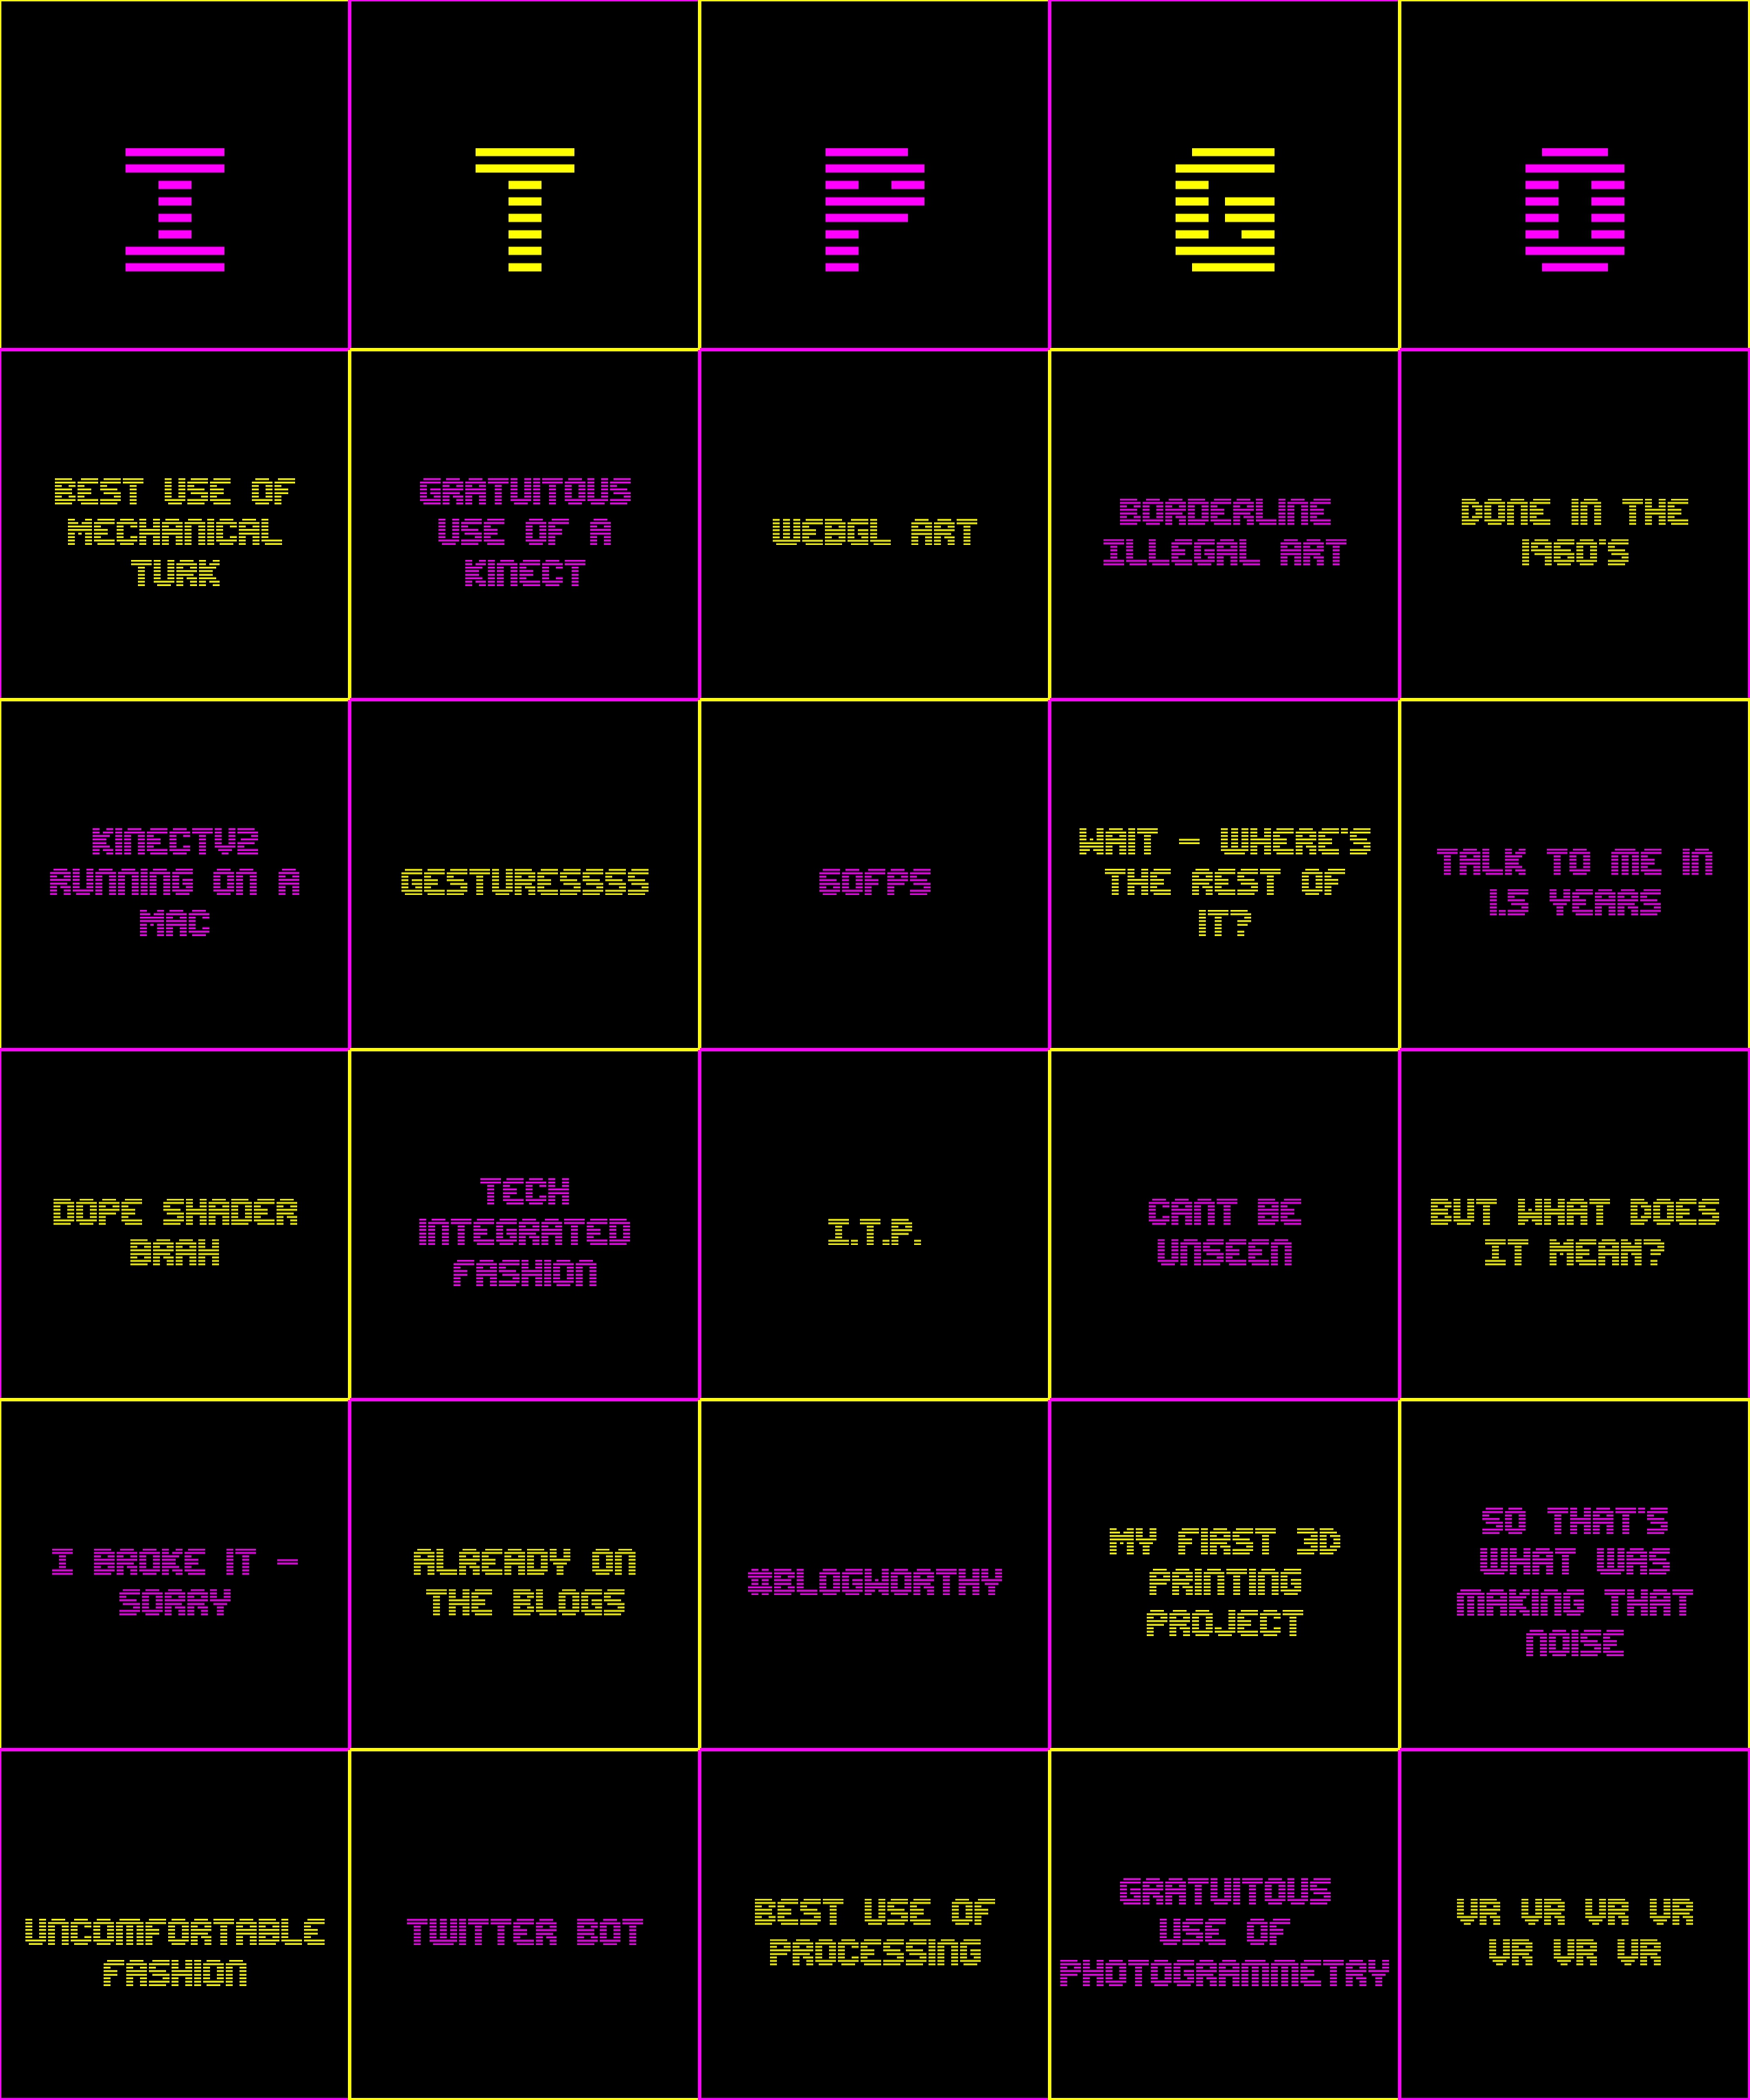 I T P G O
BEST USE OF
MECHANICAL
TURK
GRATUITOUS
USE OF A
KINECT
WEBGL ART
BORDERLINE
ILLEGAL ART
DONE IN THE
1960'S
KINECTV2
RUNNING ON A
MAC
GESTURESSSS
60FPS
WAIT - WHERE'S
THE REST OF
IT?
TALK TO ME IN
1.5 YEARS
DOPE SHADER
BRAH
TECH
INTEGRATED
FASHION
I.T.P.
CANT BE
UNSEEN
BUT WHAT DOES
IT MEAN?
I BROKE IT -
SORRY
ALREADY ON
THE BLOGS
#BLOGWORTHY
MY FIRST 3D
PRINTING
PROJECT
SO THAT'S
WHAT WAS
MAKING THAT
NOISE
UNCOMFORTABLE
FASHION
TWITTER BOT
BEST USE OF
PROCESSING
GRATUITOUS
USE OF
PHOTOGRAMMETRY
VR VR VR VR
VR VR VR